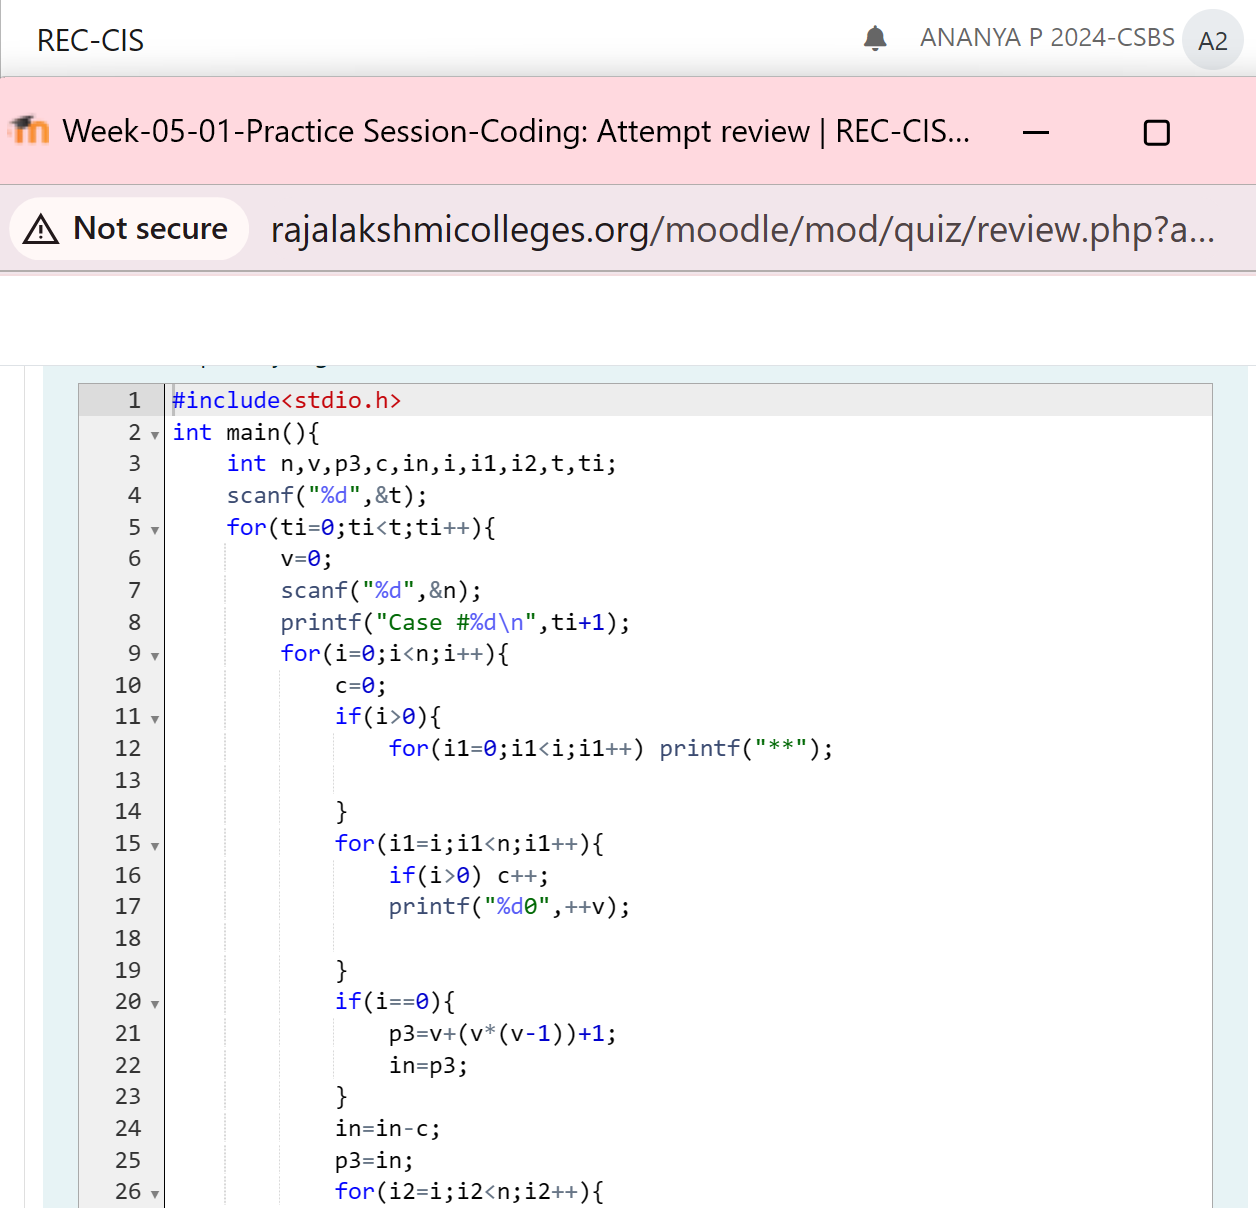 REC-CIS
ANANYA P 2024-CSBS A2
Week-05-01-Practice Session-Coding: Attempt review | REC-CIS...
Not secure rajalakshmicolleges.org/moodle/mod/quiz/review.php?a...
1 #include<stdio.h>
2 int main(){
3     int n,v,p3,c,in,i,i1,i2,t,ti;
4     scanf("%d",&t);
5     for(ti=0;ti<t;ti++){
6         v=0;
7         scanf("%d",&n);
8         printf("Case #%d\n",ti+1);
9         for(i=0;i<n;i++){
10             c=0;
11             if(i>0){
12                 for(i1=0;i1<i;i1++) printf("**");
13
14             }
15             for(i1=i;i1<n;i1++){
16                 if(i>0) c++;
17                 printf("%d0",++v);
18
19             }
20             if(i==0){
21                 p3=v+(v*(v-1))+1;
22                 in=p3;
23             }
24             in=in-c;
25             p3=in;
26             for(i2=i;i2<n;i2++){